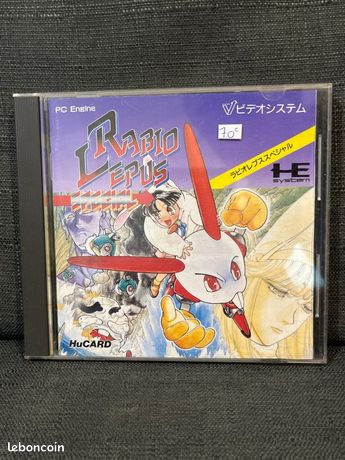 PC Engine
ビデオシステム
70€
RABIO
LEPUS
SPECIAL
ラビオレプススペシャル
HE
system
HuCARD
leboncoin